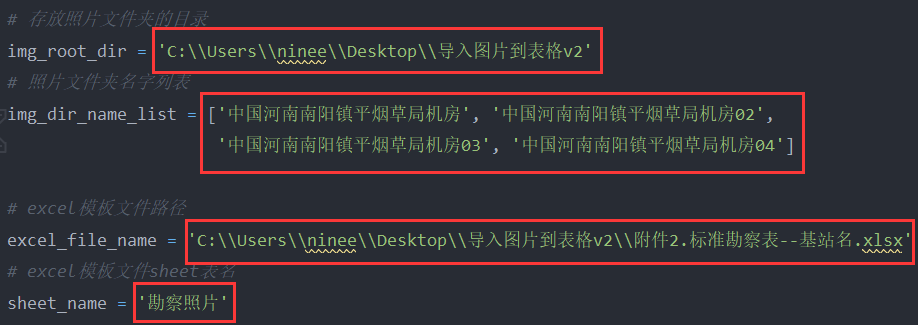 # 存放照片文件夹的目录
img_root_dir = 'C:\\Users\\ninee\\Desktop\\导入图片到表格v2'
# 照片文件夹名字列表
img_dir_name_list = ['中国河南南阳镇平烟草局机房', '中国河南南阳镇平烟草局机房02',
'中国河南南阳镇平烟草局机房03', '中国河南南阳镇平烟草局机房04']
# excel模板文件路径
excel_file_name = 'C:\\Users\\ninee\\Desktop\\导入图片到表格v2\\附件2.标准勘察表--基站名.xlsx'
# excel模板文件sheet表名
sheet_name = '勘察照片'